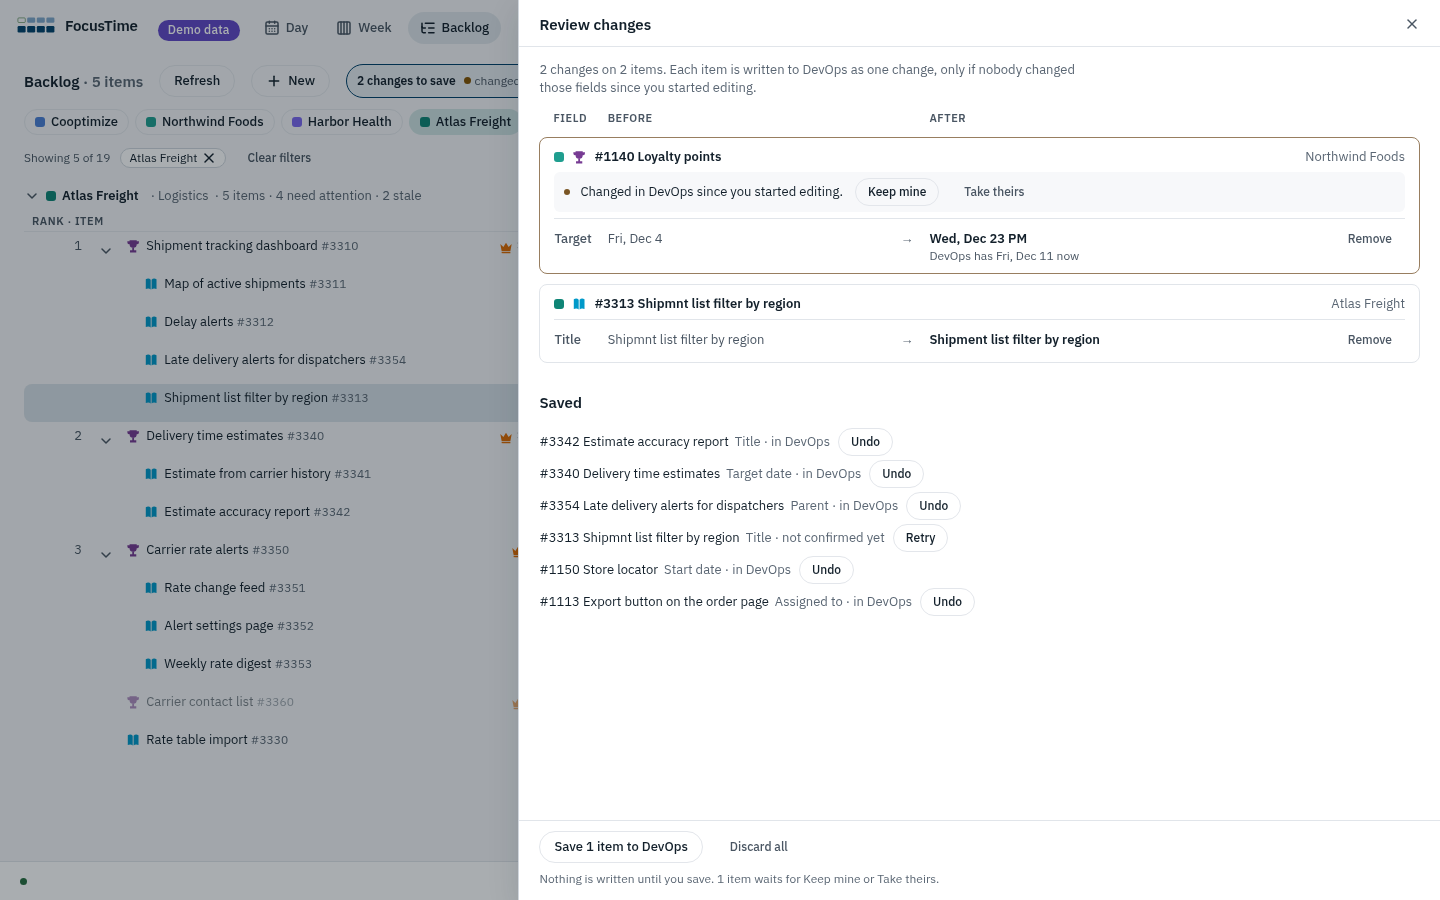 FocusTime
Demo data
Day
Week
Backlog
Backlog · 5 items
Refresh
New
2 changes to save
changed
Cooptimize
Northwind Foods
Harbor Health
Atlas Freight
Showing 5 of 19
Atlas Freight
Clear filters
Atlas Freight · Logistics · 5 items · 4 need attention · 2 stale
RANK · ITEM
1 Shipment tracking dashboard #3310
Map of active shipments #3311
Delay alerts #3312
Late delivery alerts for dispatchers #3354
Shipment list filter by region #3313
2 Delivery time estimates #3340
Estimate from carrier history #3341
Estimate accuracy report #3342
3 Carrier rate alerts #3350
Rate change feed #3351
Alert settings page #3352
Weekly rate digest #3353
Carrier contact list #3360
Rate table import #3330
Review changes
2 changes on 2 items. Each item is written to DevOps as one change, only if nobody changed
those fields since you started editing.
FIELD BEFORE AFTER
#1140 Loyalty points Northwind Foods
Changed in DevOps since you started editing. Keep mine Take theirs
Target Fri, Dec 4 → Wed, Dec 23 PM Remove
DevOps has Fri, Dec 11 now
#3313 Shipmnt list filter by region Atlas Freight
Title Shipmnt list filter by region → Shipment list filter by region Remove
Saved
#3342 Estimate accuracy report Title · in DevOps Undo
#3340 Delivery time estimates Target date · in DevOps Undo
#3354 Late delivery alerts for dispatchers Parent · in DevOps Undo
#3313 Shipmnt list filter by region Title · not confirmed yet Retry
#1150 Store locator Start date · in DevOps Undo
#1113 Export button on the order page Assigned to · in DevOps Undo
Save 1 item to DevOps
Discard all
Nothing is written until you save. 1 item waits for Keep mine or Take theirs.